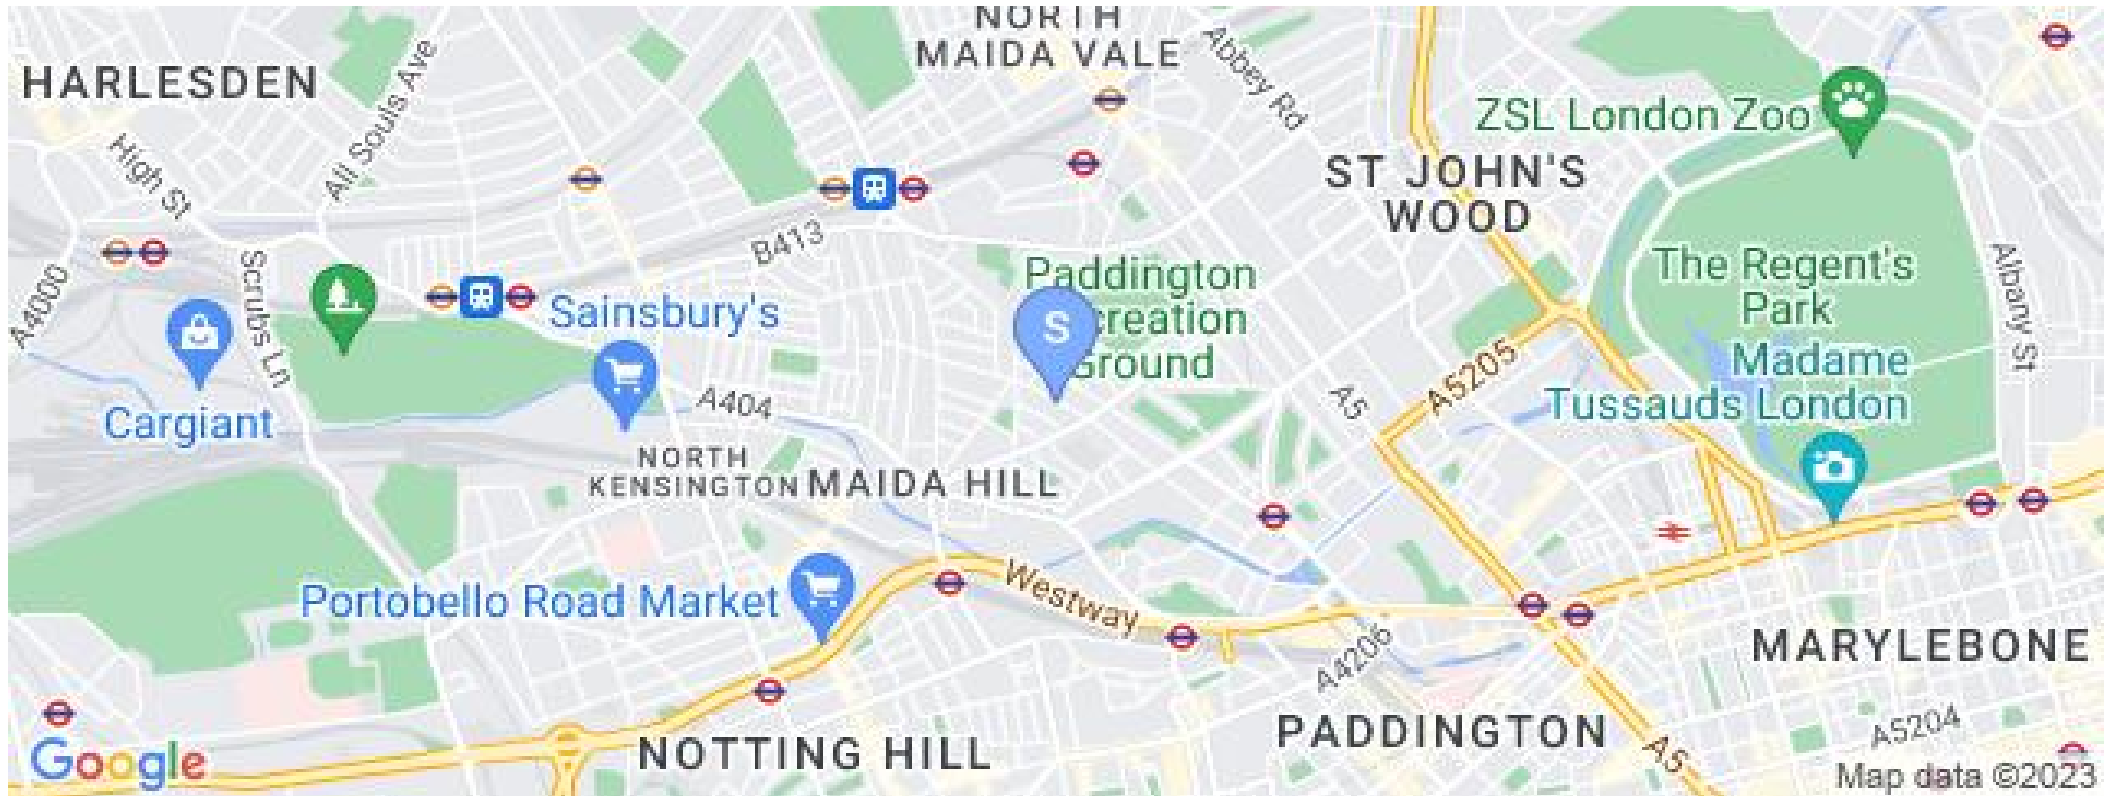 NORTH
MAIDA VALE
HARLESDEN
All Souls Ave
Abbey Rd
ZSL London Zoo
High St
ST JOHN'S
WOOD
B413
A4000
Scrubs Ln
Paddington
creation
Ground
S
The Regent's
Park
Albany St
Sainsbury's
Madame
Tussauds London
A5205
A5
A404
Cargiant
NORTH
KENSINGTON
MAIDA HILL
Portobello Road Market
Westway
A4206
MARYLEBONE
PADDINGTON
NOTTING HILL
A5204
A5
Google
Map data ©2023